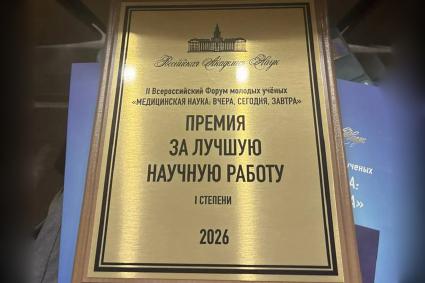 Российская Академия Наук
II Всероссийский Форум молодых учёных
«МЕДИЦИНСКАЯ НАУКА: ВЧЕРА, СЕГОДНЯ, ЗАВТРА»
ПРЕМИЯ
ЗА ЛУЧШУЮ
НАУЧНУЮ РАБОТУ
I СТЕПЕНИ
2026
ученых
А:
А»